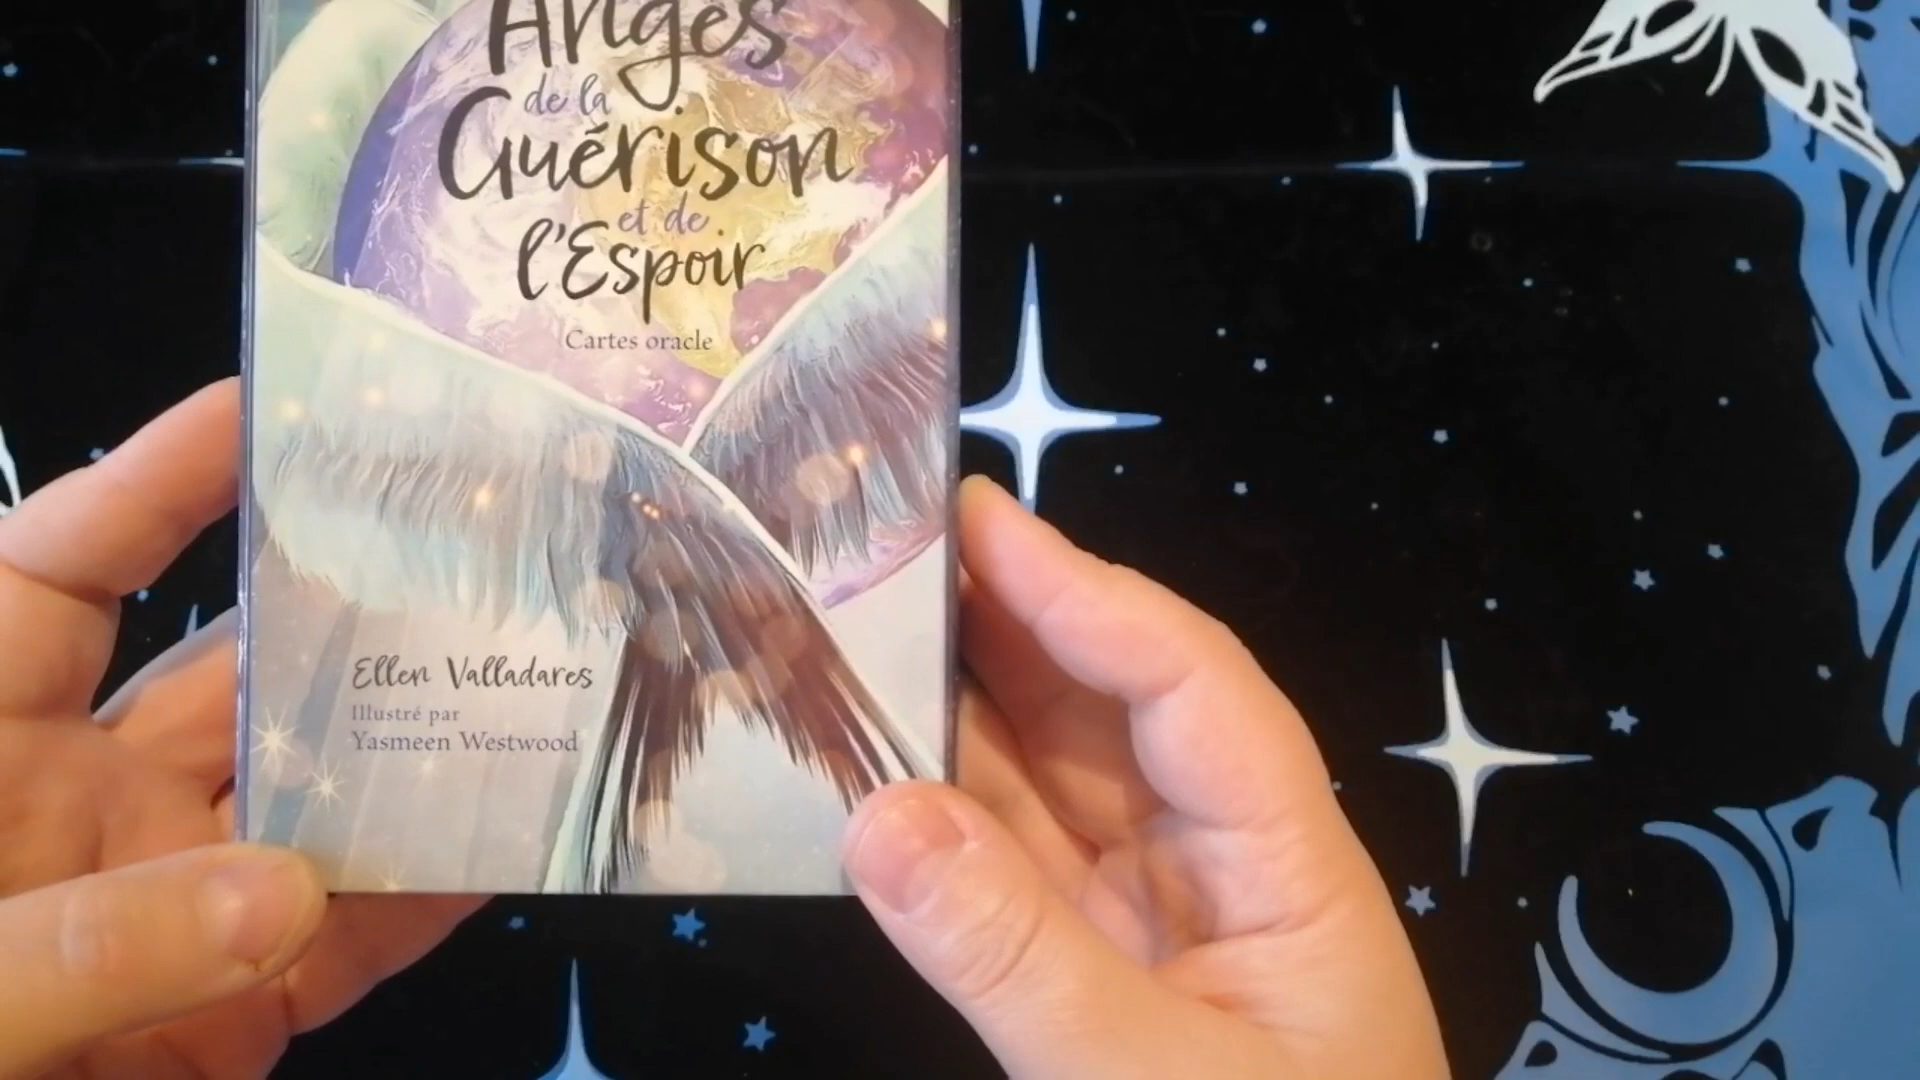 Anges
de la
Guérison
et de
l'Espoir
Cartes oracle
Ellen Valladares
Illustré par
Yasmeen Westwood